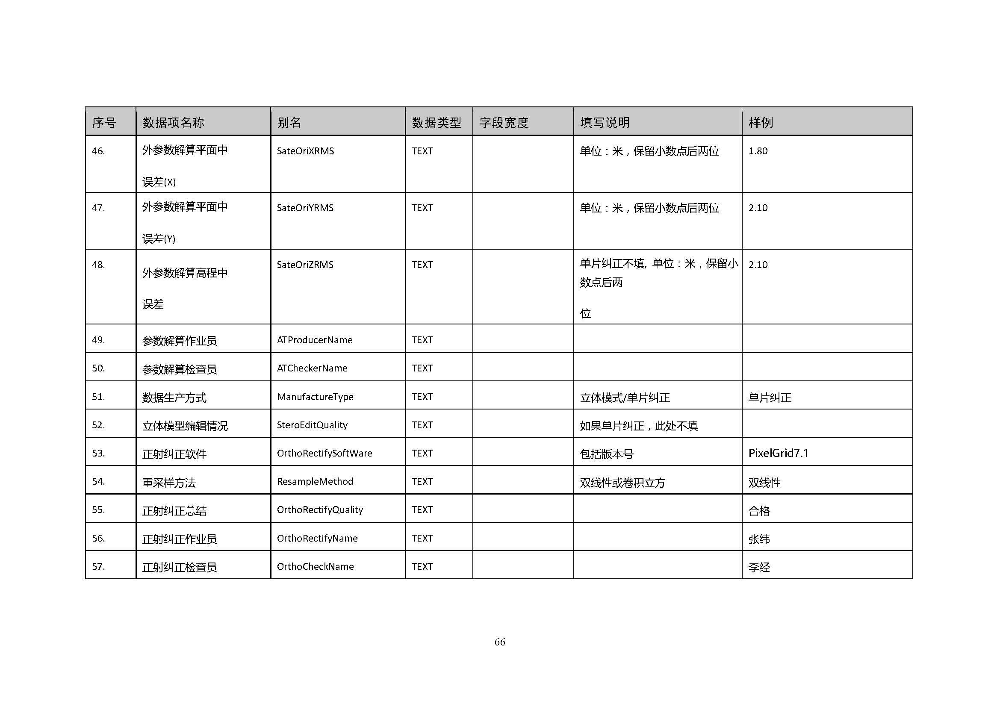 序号 数据项名称 别名 数据类型 字段宽度 填写说明 样例
46. 外参数解算平面中 SateOriXRMS TEXT 单位：米，保留小数点后两位 1.80
误差(X)
47. 外参数解算平面中 SateOriYRMS TEXT 单位：米，保留小数点后两位 2.10
误差(Y)
48. 外参数解算高程中 SateOriZRMS TEXT 单片纠正不填, 单位：米，保留小 2.10
数点后两
误差
位
49. 参数解算作业员 ATProducerName TEXT
50. 参数解算检查员 ATCheckerName TEXT
51. 数据生产方式 ManufactureType TEXT 立体模式/单片纠正 单片纠正
52. 立体模型编辑情况 SteroEditQuality TEXT 如果单片纠正，此处不填
53. 正射纠正软件 OrthoRectifySoftWare TEXT 包括版本号 PixelGrid7.1
54. 重采样方法 ResampleMethod TEXT 双线性或卷积立方 双线性
55. 正射纠正总结 OrthoRectifyQuality TEXT 合格
56. 正射纠正作业员 OrthoRectifyName TEXT 张纬
57. 正射纠正检查员 OrthoCheckName TEXT 李经
66